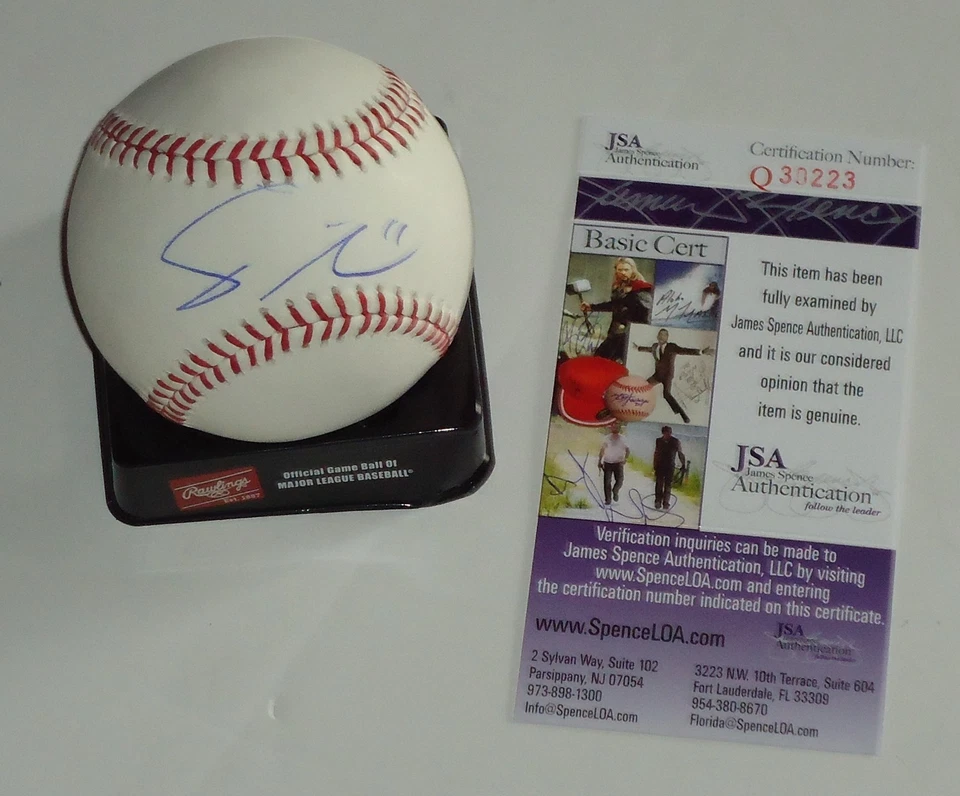 Rawlings
EST. 1887
Official Game Ball Of
MAJOR LEAGUE BASEBALL®
JSA
James Spence
Authentication
Certification Number:
Q 39223
Basic Cert
This item has been
fully examined by
James Spence Authentication, LLC
and it is our considered
opinion that the
item is genuine.
JSA
James Spence
Authentication
follow the leader
Verification inquiries can be made to
James Spence Authentication, LLC by visiting
www.SpenceLOA.com and entering
the certification number indicated on this certificate.
www.SpenceLOA.com
JSA
Authentication
2 Sylvan Way, Suite 102
Parsippany, NJ 07054
973-898-1300
Info@SpenceLOA.com
3223 N.W. 10th Terrace, Suite 604
Fort Lauderdale, FL 33309
954-380-8670
Florida@SpenceLOA.com